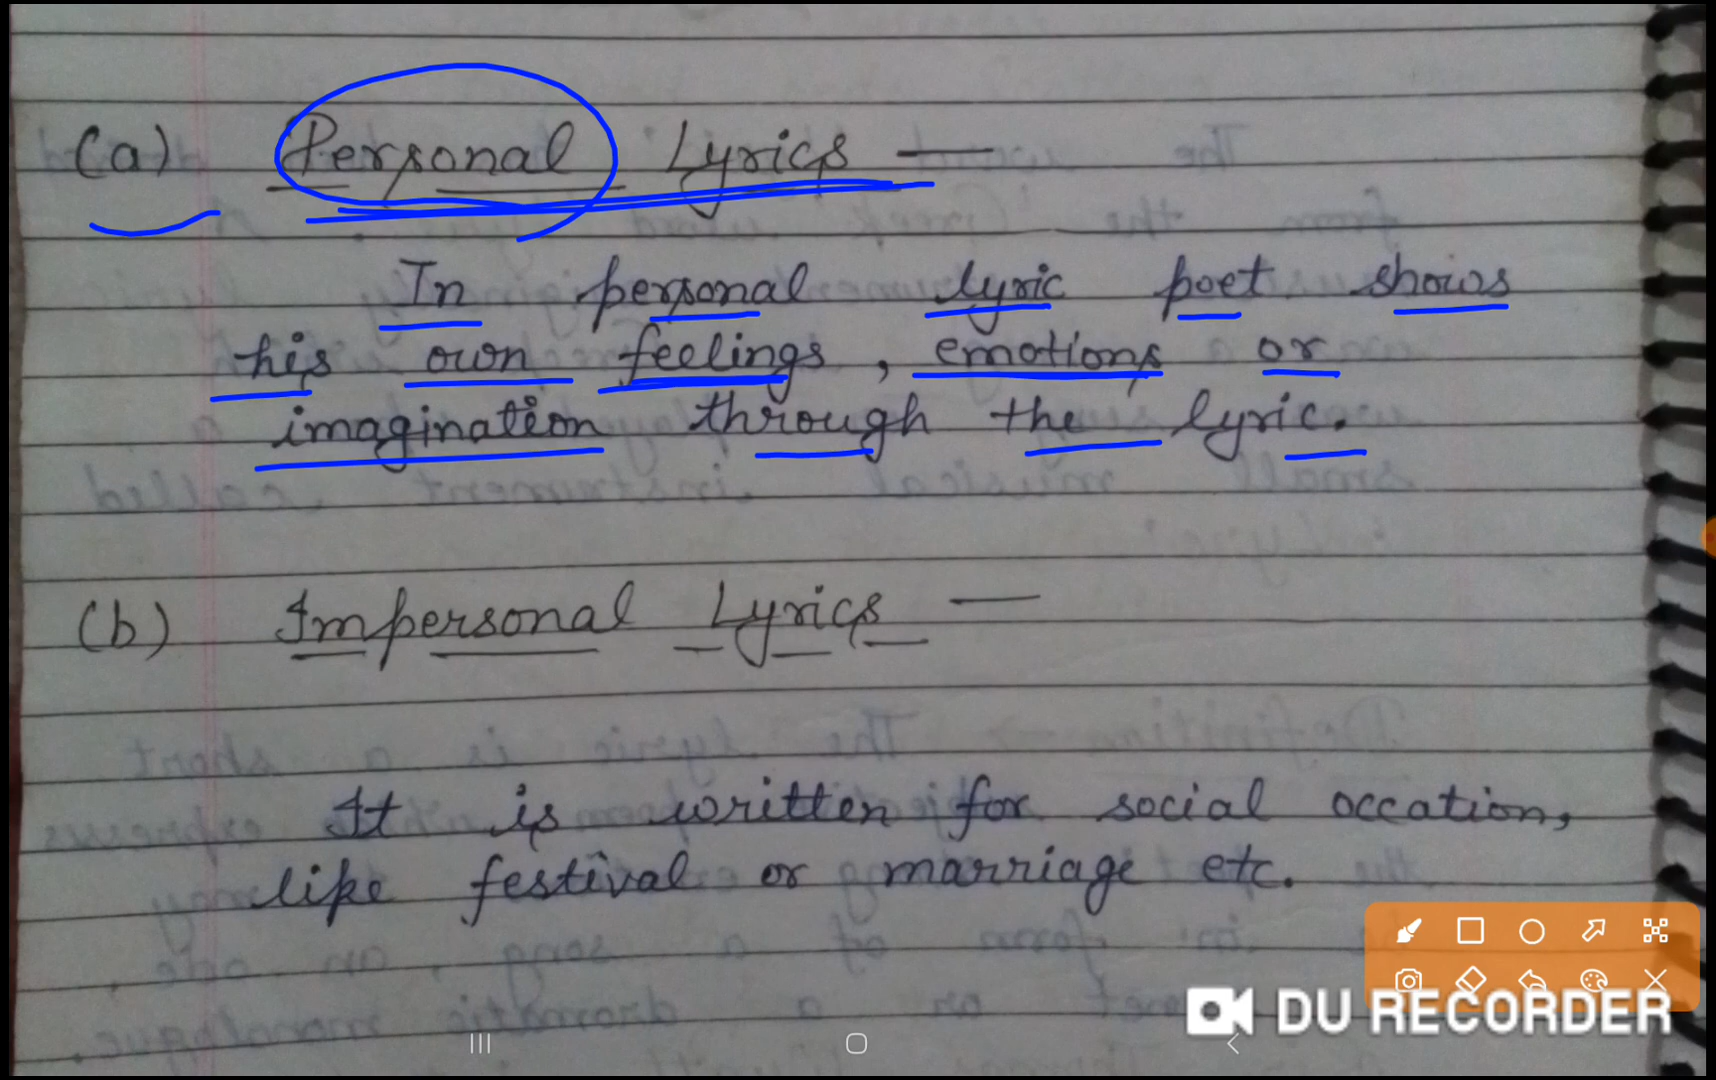 (a) Personal Lyrics —
In personal lyric poet shows
his own feelings, emotions or
imagination through the lyric.
(b) Impersonal Lyrics —
It is written for social occation,
like festival or marriage etc.
DU RECORDER